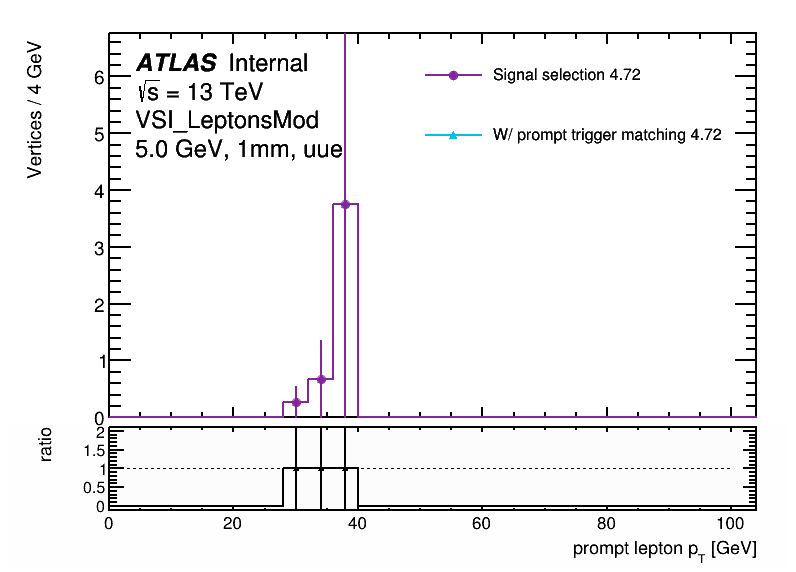 Vertices / 4 GeV
ATLAS Internal
√s = 13 TeV
VSI_LeptonsMod
5.0 GeV, 1mm, uue
Signal selection 4.72
W/ prompt trigger matching 4.72
6
5
4
3
2
1
0
ratio
2
1.5
1
0.5
0
0 20 40 60 80 100
prompt lepton p_T [GeV]